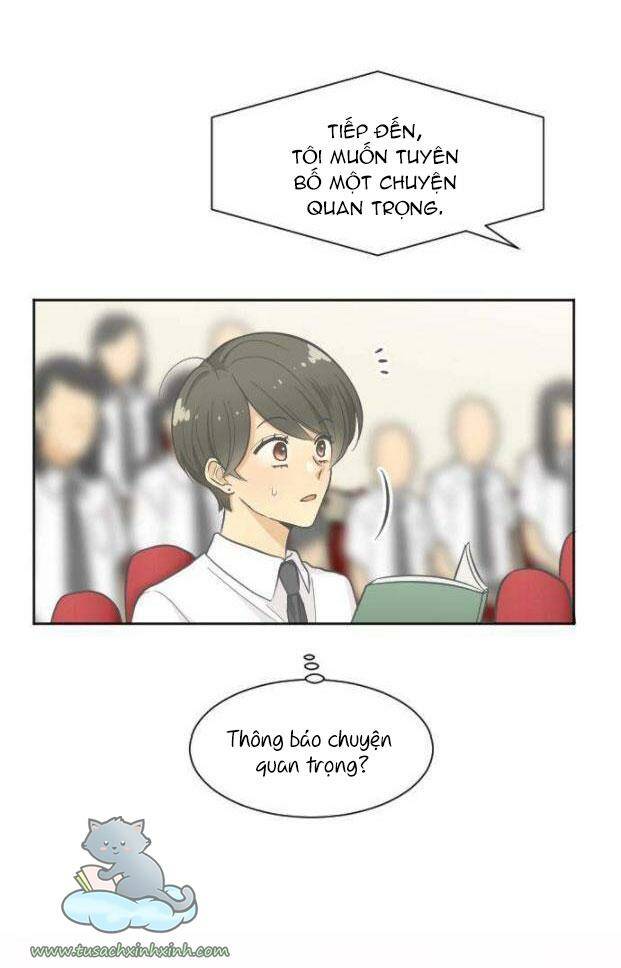 TIẾP ĐẾN,
TÔI MUỐN TUYÊN
BỐ MỘT CHUYỆN
QUAN TRỌNG.
Thông báo chuyện
quan trọng?
www.tusachxinhxinh.com